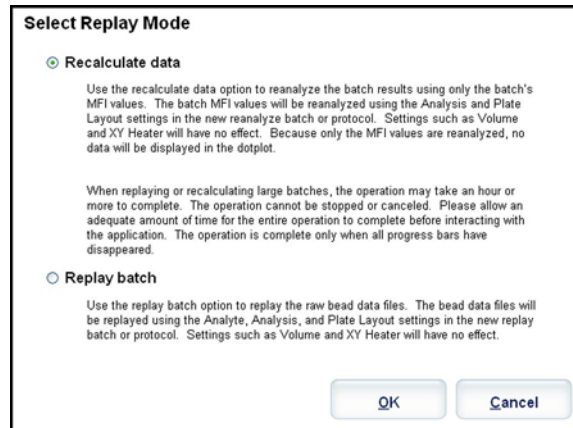 Select Replay Mode
Recalculate data
Use the recalculate data option to reanalyze the batch results using only the batch's
MFI values. The batch MFI values will be reanalyzed using the Analysis and Plate
Layout settings in the new reanalyze batch or protocol. Settings such as Volume
and XY Heater will have no effect. Because only the MFI values are reanalyzed, no
data will be displayed in the dotplot.
When replaying or recalculating large batches, the operation may take an hour or
more to complete. The operation cannot be stopped or canceled. Please allow an
adequate amount of time for the entire operation to complete before interacting with
the application. The operation is complete only when all progress bars have
disappeared.
Replay batch
Use the replay batch option to replay the raw bead data files. The bead data files will
be replayed using the Analyte, Analysis, and Plate Layout settings in the new replay
batch or protocol. Settings such as Volume and XY Heater will have no effect.
OK Cancel